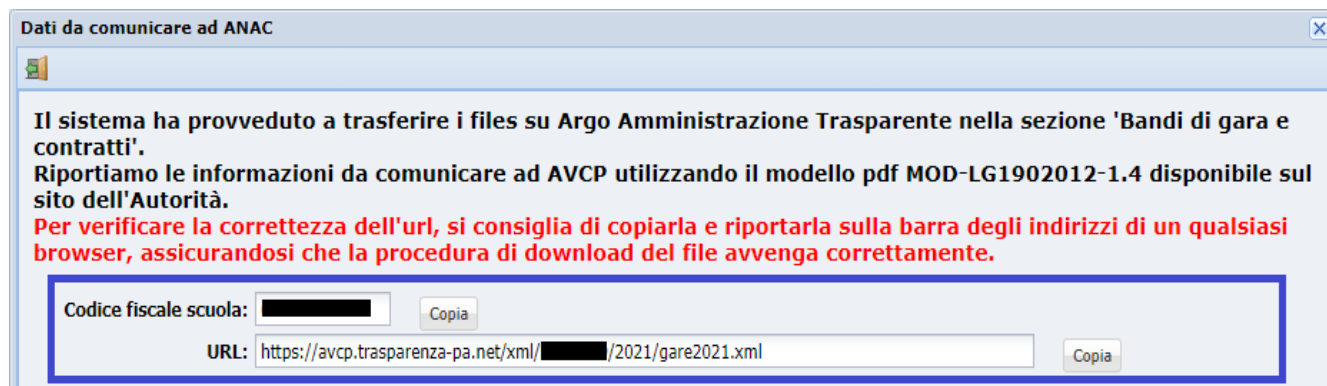 Dati da comunicare ad ANAC
Il sistema ha provveduto a trasferire i files su Argo Amministrazione Trasparente nella sezione 'Bandi di gara e
contratti'.
Riportiamo le informazioni da comunicare ad AVCP utilizzando il modello pdf MOD-LG1902012-1.4 disponibile sul
sito dell'Autorità.
Per verificare la correttezza dell'url, si consiglia di copiarla e riportarla sulla barra degli indirizzi di un qualsiasi
browser, assicurandosi che la procedura di download del file avvenga correttamente.
Codice fiscale scuola: Copia
URL: https://avcp.trasparenza-pa.net/xml/ /2021/gare2021.xml Copia